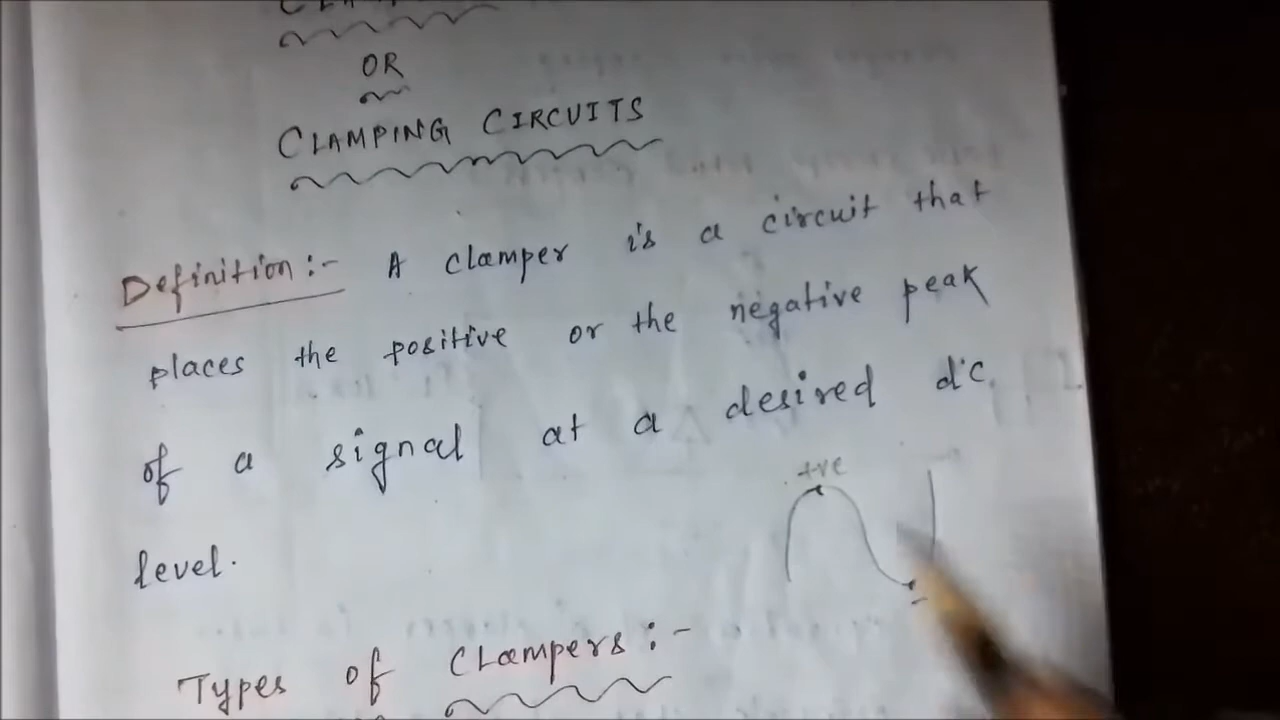 OR
CLAMPING CIRCUITS
Definition :- A clamper is a circuit that
places the positive or the negative peak
of a signal at a desired dc
level.
+ve
-
Types of Clampers :-